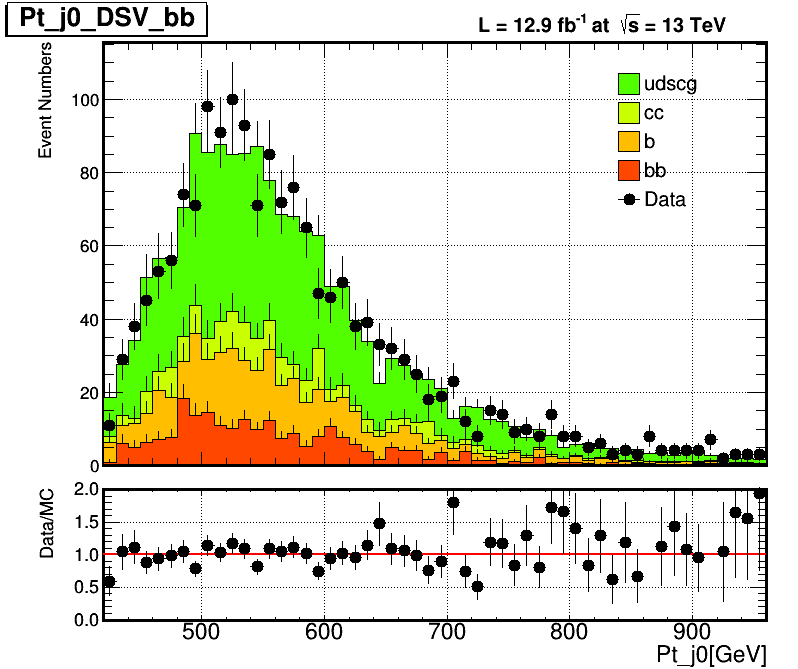 Pt_j0_DSV_bb
L = 12.9 fb⁻¹ at √s = 13 TeV
Event Numbers
100
80
60
40
20
0
udscg
cc
b
bb
Data
Data/MC
2.0
1.5
1.0
0.5
0.0
500 600 700 800 900
Pt_j0[GeV]